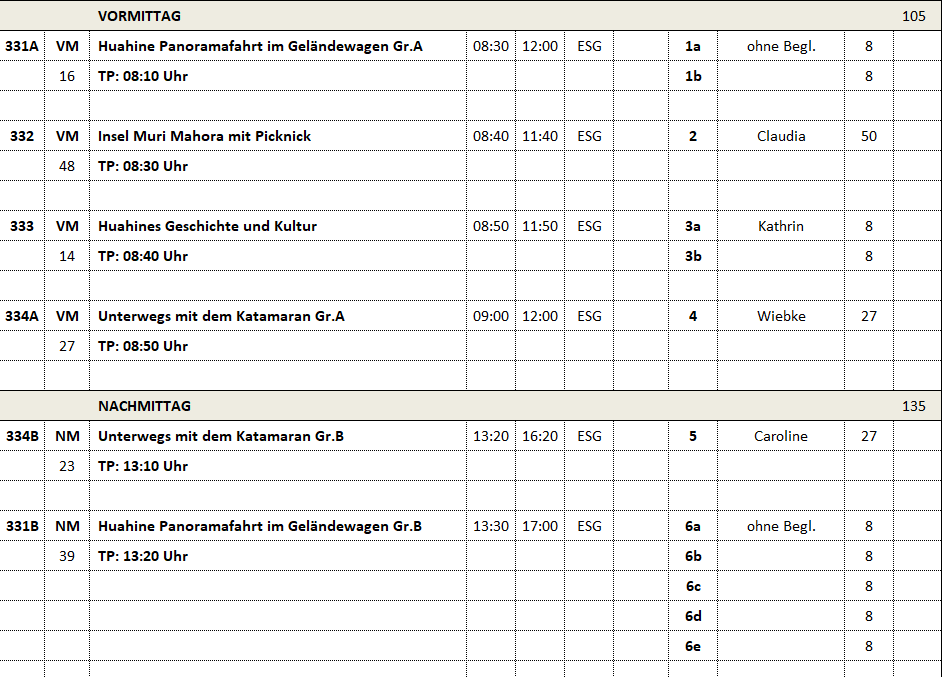 VORMITTAG 105
331A VM Huahine Panoramafahrt im Geländewagen Gr.A 08:30 12:00 ESG 1a ohne Begl. 8
16 TP: 08:10 Uhr 1b 8
332 VM Insel Muri Mahora mit Picknick 08:40 11:40 ESG 2 Claudia 50
48 TP: 08:30 Uhr
333 VM Huahines Geschichte und Kultur 08:50 11:50 ESG 3a Kathrin 8
14 TP: 08:40 Uhr 3b 8
334A VM Unterwegs mit dem Katamaran Gr.A 09:00 12:00 ESG 4 Wiebke 27
27 TP: 08:50 Uhr
NACHMITTAG 135
334B NM Unterwegs mit dem Katamaran Gr.B 13:20 16:20 ESG 5 Caroline 27
23 TP: 13:10 Uhr
331B NM Huahine Panoramafahrt im Geländewagen Gr.B 13:30 17:00 ESG 6a ohne Begl. 8
39 TP: 13:20 Uhr 6b 8
6c 8
6d 8
6e 8